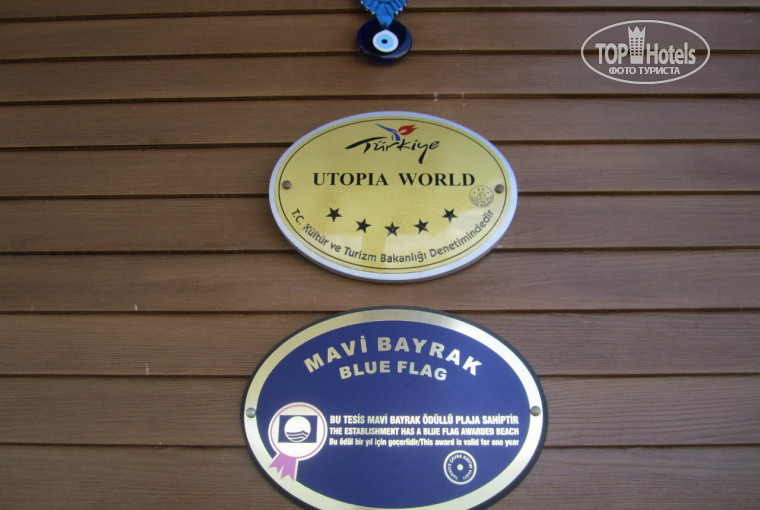 TOP Hotels
ФОТО ТУРИСТА
Türkiye
UTOPIA WORLD
T.C. Kültür ve Turizm Bakanlığı Denetimindedir
MAVİ BAYRAK
BLUE FLAG
BU TESİS MAVİ BAYRAK ÖDÜLLÜ PLAJA SAHİPTİR
THE ESTABLISHMENT HAS A BLUE FLAG AWARDED BEACH
Bu ödül bir yıl için geçerlidir/This award is valid for one year